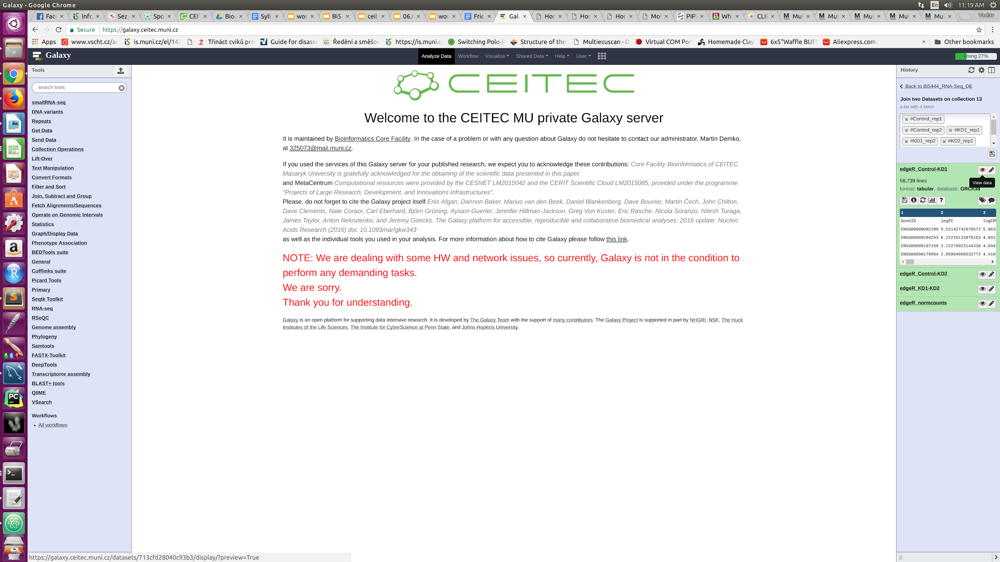 Galaxy - Google Chrome
En
11:19 AM
Info
Spo
Syll
Gal
Vaclav
Secure
https://galaxy.ceitec.muni.cz
Apps
www.vscht.cz/ac
is.muni.cz/el/143
Třináct cviků pro
Guide for disasse
Ředění a směšov
https://is.muni.c
Switching Polo-li
Structure of the
Multiecuscan - D
Virtual COM Por
Homemade Clay
6x5"Waffle BUF
Aliexpress.com :
»
Other bookmarks
Galaxy
Analyze Data
Workflow
Visualize
Shared Data
Help
User
Using 27%
Tools
search tools
smallRNA-seq
DNA variants
Repeats
Get Data
Send Data
Collection Operations
Lift-Over
Text Manipulation
Convert Formats
Filter and Sort
Join, Subtract and Group
Fetch Alignments/Sequences
Operate on Genomic Intervals
Statistics
Graph/Display Data
Phenotype Association
BEDTools suite
General
Cufflinks suite
Picard Tools
Primary
Seqtk Toolkit
RNA-seq
RSeQC
Genome assembly
Phylogeny
Samtools
FASTX-Toolkit
DeepTools
Transcriptome assembly
BLAST+ tools
QIIME
VSearch
Workflows
All workflows
CEITEC
Welcome to the CEITEC MU private Galaxy server
It is maintained by Bioinformatics Core Facility. In the case of a problem or with any question about Galaxy do not hesitate to contact our administrator, Martin Demko,
at 325073@mail.muni.cz.
If you used the services of this Galaxy server for your published research, we expect you to acknowledge these contributions: Core Facility Bioinformatics of CEITEC
Masaryk University is gratefully acknowledged for the obtaining of the scientific data presented in this paper.
and MetaCentrum Computational resources were provided by the CESNET LM2015042 and the CERIT Scientific Cloud LM2015085, provided under the programme
"Projects of Large Research, Development, and Innovations Infrastructures".
Please, do not forget to cite the Galaxy project itself Enis Afgan, Dannon Baker, Marius van den Beek, Daniel Blankenberg, Dave Bouvier, Martin Čech, John Chilton,
Dave Clements, Nate Coraor, Carl Eberhard, Björn Grüning, Aysam Guerler, Jennifer Hillman-Jackson, Greg Von Kuster, Eric Rasche, Nicola Soranzo, Nitesh Turaga,
James Taylor, Anton Nekrutenko, and Jeremy Goecks. The Galaxy platform for accessible, reproducible and collaborative biomedical analyses: 2016 update. Nucleic
Acids Research (2016) doi: 10.1093/nar/gkw343
as well as the individual tools you used in your analysis. For more information about how to cite Galaxy please follow this link.
NOTE: We are dealing with some HW and network issues, so currently, Galaxy is not in the condition to
perform any demanding tasks.
We are sorry.
Thank you for understanding.
Galaxy is an open platform for supporting data intensive research. It is developed by The Galaxy Team with the support of many contributors. The Galaxy Project is supported in part by NHGRI, NSF, The Huck
Institutes of the Life Sciences, The Institute for CyberScience at Penn State, and Johns Hopkins University.
History
Back to Bi5444_RNA-Seq_DE
Join two Datasets on collection 13
a list with 4 items
#Control_rep1
#Control_rep2 #KD1_rep1
#KD1_rep2 #KD2_rep1
edgeR_Control-KD1
58,739 lines
View data
format: tabular, database: GRCh38
1 2 3
GeneID logFC logCP
ENSG00000092199 5.52142742878572 5.963
ENSG00000204253 6.22215133875183 4.691
ENSG00000107159 3.22278923144336 4.094
ENSG00000179954 2.85904668532772 4.416
edgeR_Control-KD2
edgeR_KD1-KD2
edgeR_normcounts
https://galaxy.ceitec.muni.cz/datasets/713cfd28040c93b3/display/?preview=True